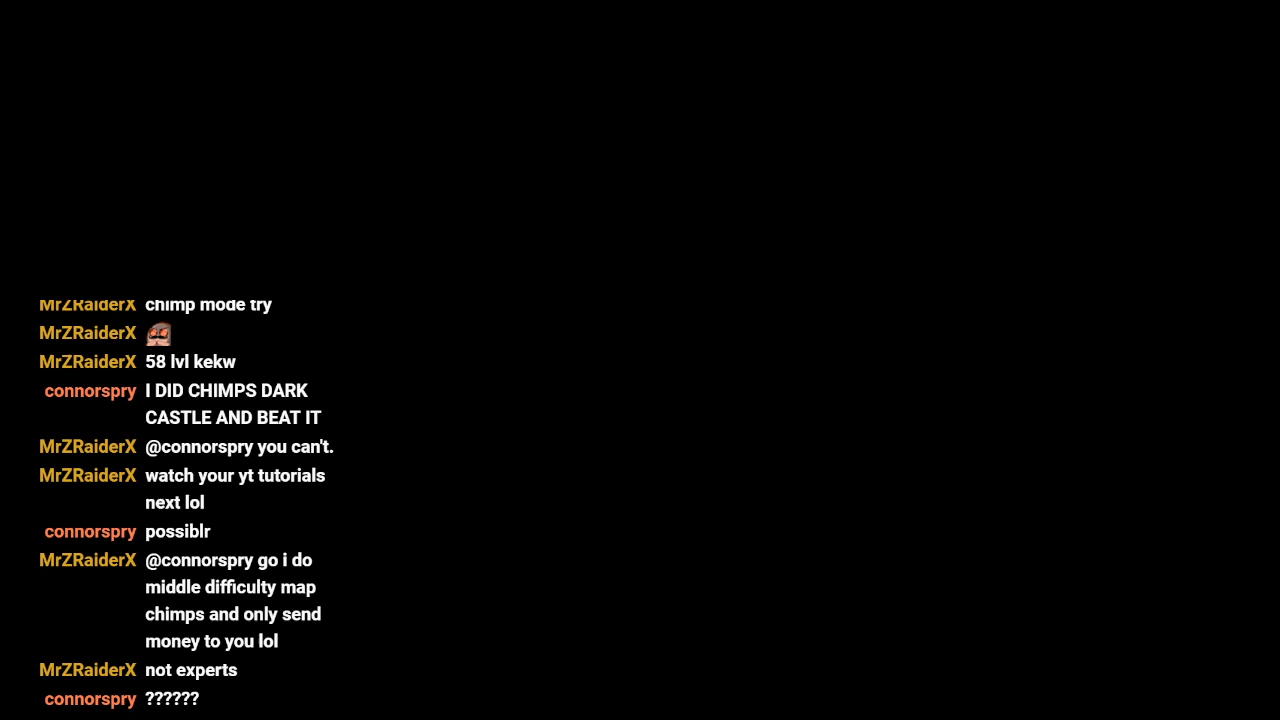 MrZRaiderX chimp mode try
MrZRaiderX
MrZRaiderX 58 lvl kekw
connorspry I DID CHIMPS DARK
CASTLE AND BEAT IT
MrZRaiderX @connorspry you can't.
MrZRaiderX watch your yt tutorials
next lol
connorspry possiblr
MrZRaiderX @connorspry go i do
middle difficulty map
chimps and only send
money to you lol
MrZRaiderX not experts
connorspry ??????